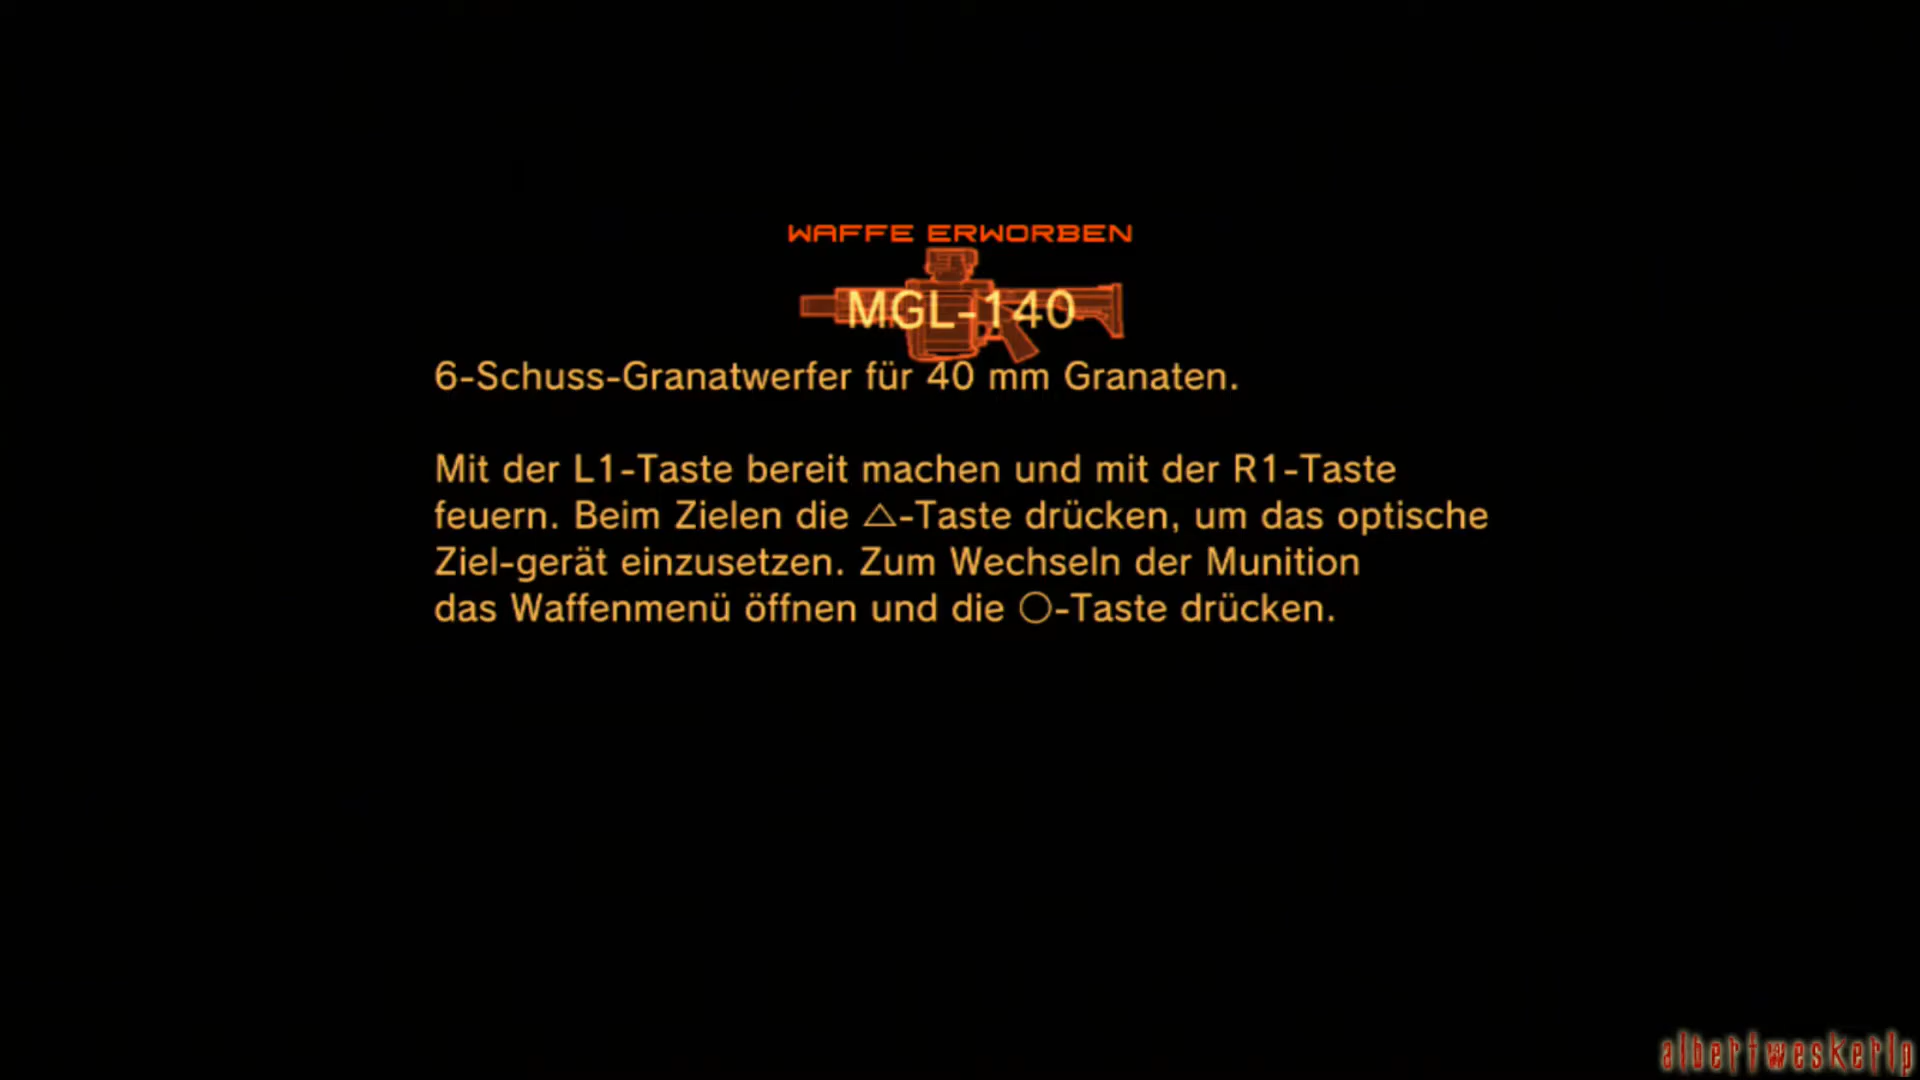 WAFFE ERWORBEN
MGL-140
6-Schuss-Granatwerfer für 40 mm Granaten.
Mit der L1-Taste bereit machen und mit der R1-Taste
feuern. Beim Zielen die △-Taste drücken, um das optische
Ziel-gerät einzusetzen. Zum Wechseln der Munition
das Waffenmenü öffnen und die ○-Taste drücken.
albertweskerlp